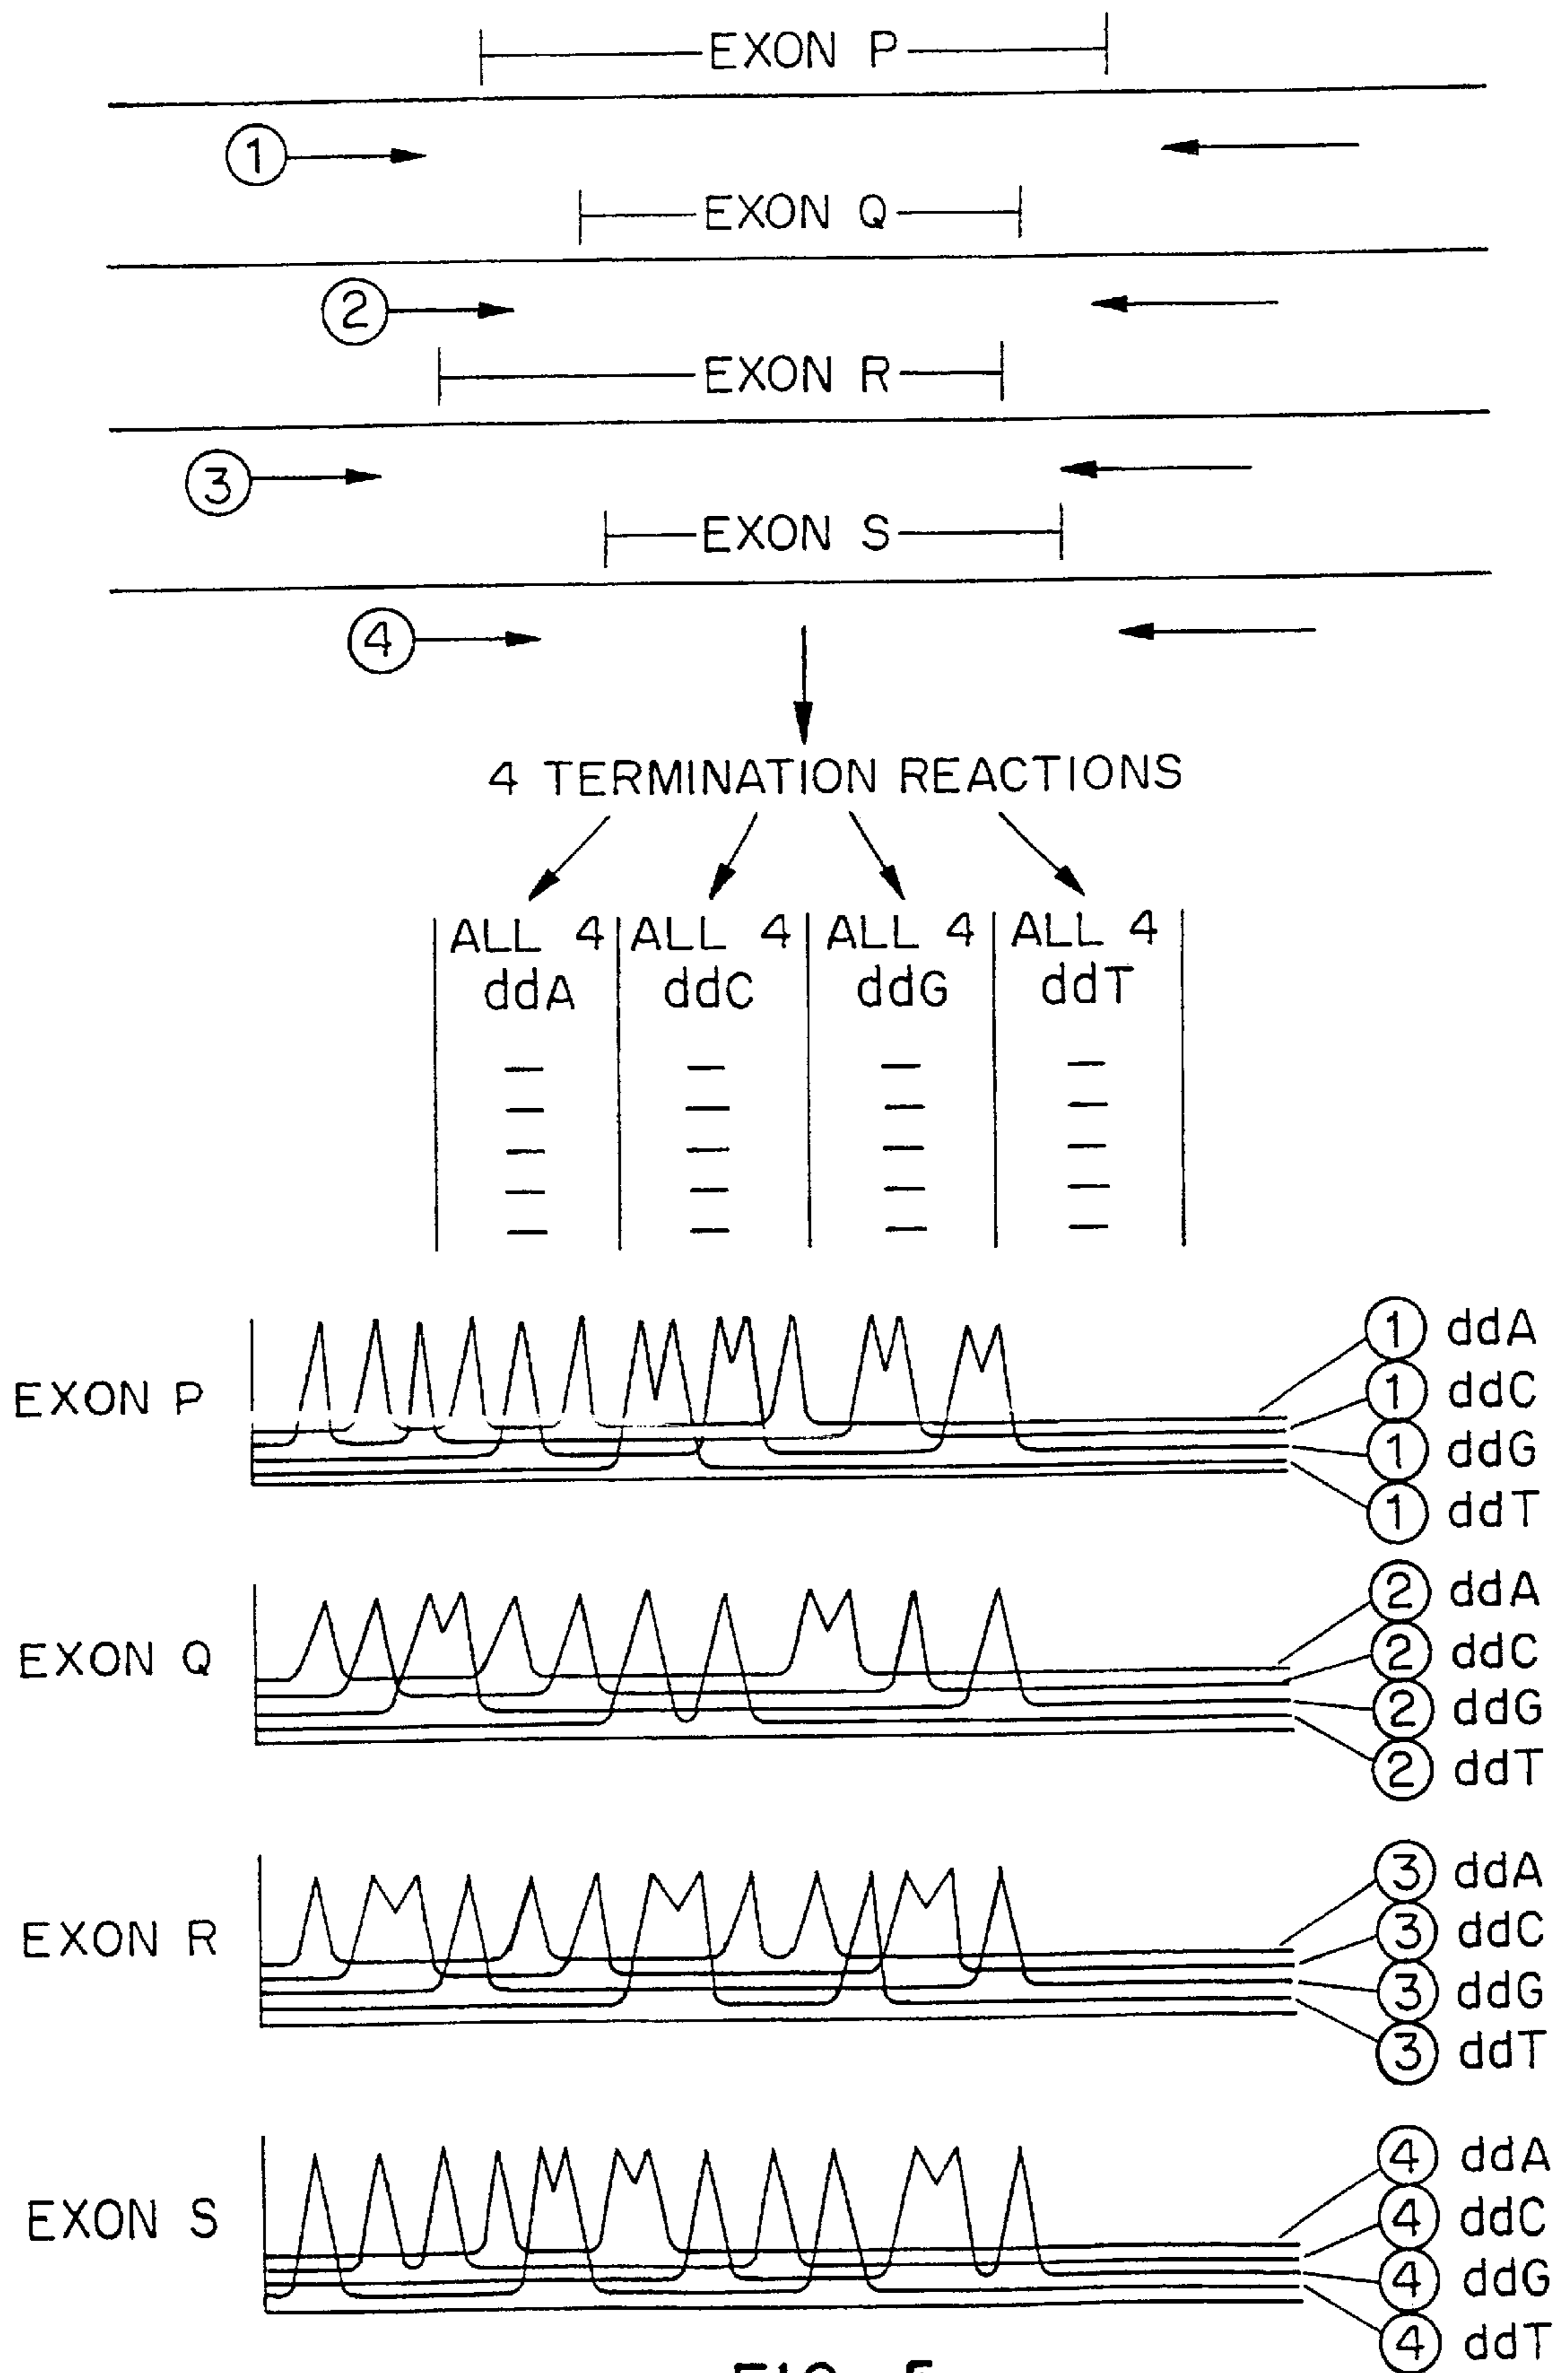 EXON P
①
EXON Q
②
EXON R
③
EXON S
④
4 TERMINATION REACTIONS
ALL 4 ALL 4 ALL 4 ALL 4
ddA ddC ddG ddT
EXON P
① ddA
① ddC
① ddG
① ddT
EXON Q
② ddA
② ddC
② ddG
② ddT
EXON R
③ ddA
③ ddC
③ ddG
③ ddT
EXON S
④ ddA
④ ddC
④ ddG
④ ddT